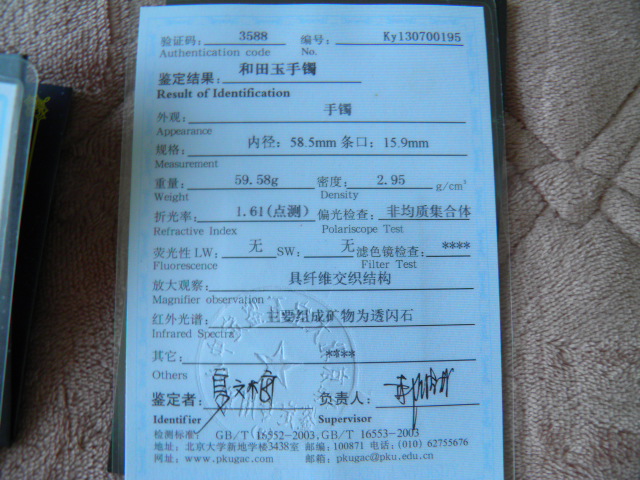 验证码: 3588 编号: Ky130700195
Authentication code No.
鉴定结果: 和田玉手镯
Result of Identification
外观: 手镯
Appearance
规格: 内径: 58.5mm 条口: 15.9mm
Measurement
重量: 59.58g 密度: 2.95 g/cm³
Weight Density
折光率: 1.61(点测) 偏光检查: 非均质集合体
Refractive Index Polariscope Test
荧光性 LW: 无 SW: 无 滤色镜检查: ****
Fluorescence Filter Test
放大观察: 具纤维交织结构
Magnifier observation
红外光谱: 主要组成矿物为透闪石
Infrared Spectra
其它: ****
Others
鉴定者: 负责人:
Identifier Supervisor
检测标准: GB/T 16552-2003,GB/T 16553-2003
地址: 北京大学新地学楼3438室 邮编: 100871 电话: (010) 62755676
网址: www.pkugac.com 邮箱: pkugac@pku.edu.cn